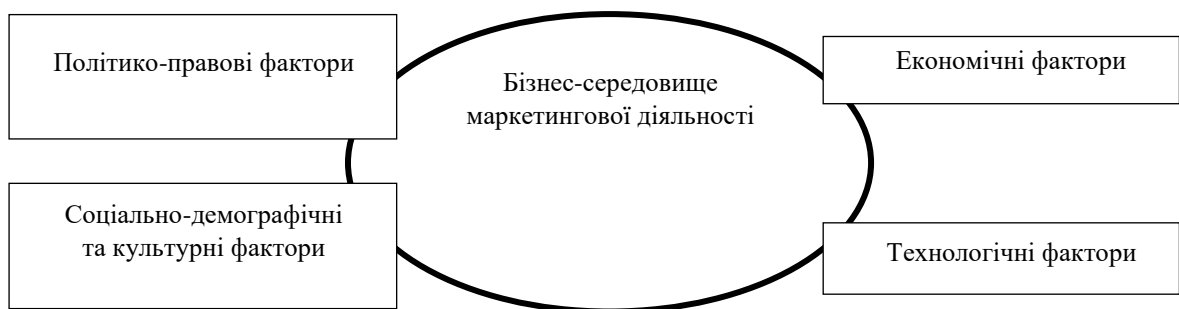 Політико-правові фактори
Бізнес-середовище
маркетингової діяльності
Економічні фактори
Соціально-демографічні
та культурні фактори
Технологічні фактори